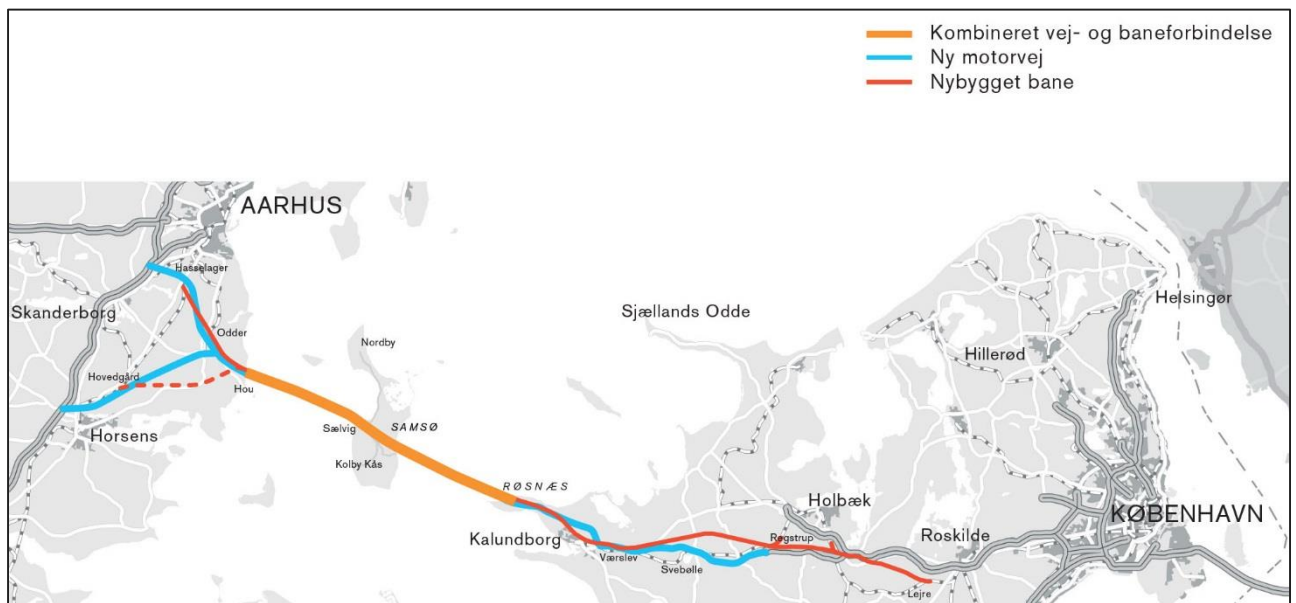 Kombineret vej- og baneforbindelse
Ny motorvej
Nybygget bane
AARHUS
Hasselager
Skanderborg
Odder
Hovedgård
Hou
Horsens
Nordby
Sælvig
SAMSØ
Kolby Kås
RØSNÆS
Kalundborg
Værslev
Svebølle
Sjællands Odde
Røgstrup
Holbæk
Lejre
Roskilde
Hillerød
Helsingør
KØBENHAVN